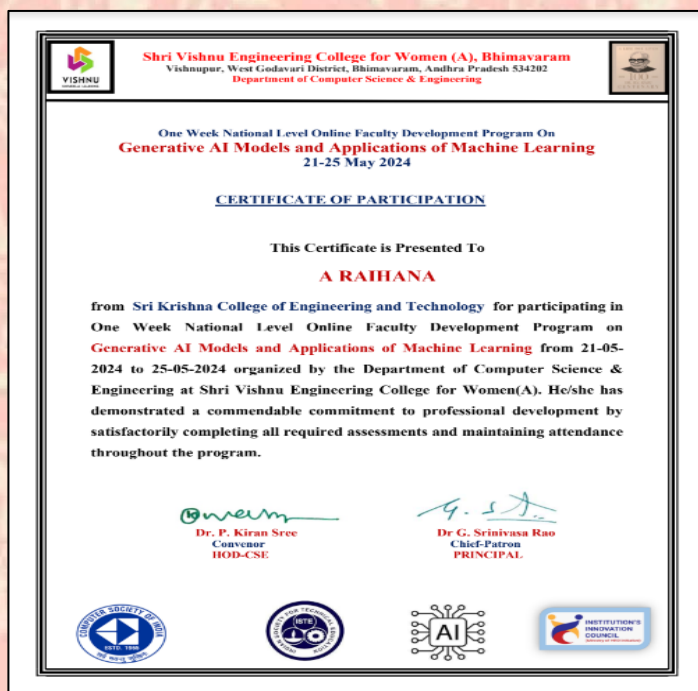 Shri Vishnu Engineering College for Women (A), Bhimavaram
Vishnupur, West Godavari District, Bhimavaram, Andhra Pradesh 534202
Department of Computer Science & Engineering
VISHNU
One Week National Level Online Faculty Development Program On
Generative AI Models and Applications of Machine Learning
21-25 May 2024
CERTIFICATE OF PARTICIPATION
This Certificate is Presented To
A RAIHANA
from Sri Krishna College of Engineering and Technology for participating in
One Week National Level Online Faculty Development Program on
Generative AI Models and Applications of Machine Learning from 21-05-
2024 to 25-05-2024 organized by the Department of Computer Science &
Engineering at Shri Vishnu Engineering College for Women(A). He/she has
demonstrated a commendable commitment to professional development by
satisfactorily completing all required assessments and maintaining attendance
throughout the program.
Dr. P. Kiran Sree
Convenor
HOD-CSE
Dr G. Srinivasa Rao
Chief-Patron
PRINCIPAL
COMPUTER SOCIETY OF INDIA
ESTD. 1965
INDIAN SOCIETY FOR TECHNICAL EDUCATION
ISTE
AI
INSTITUTION'S
INNOVATION
COUNCIL